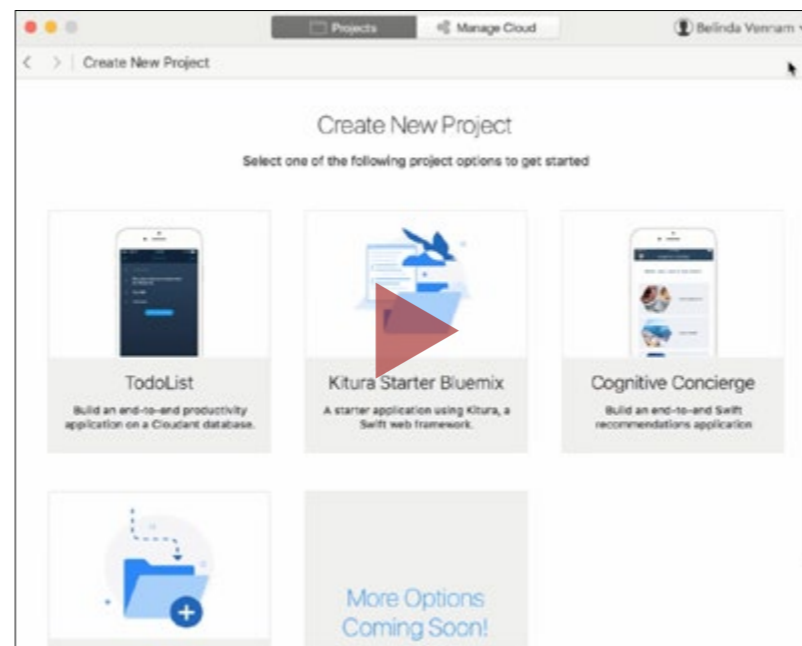 Projects
Manage Cloud
Belinda Vennam
Create New Project
Create New Project
Select one of the following project options to get started
TodoList
Build an end-to-end productivity
application on a Cloudant database.
Kitura Starter Bluemix
A starter application using Kitura, a
Swift web framework.
Cognitive Concierge
Build an end-to-end Swift
recommendations application
More Options
Coming Soon!